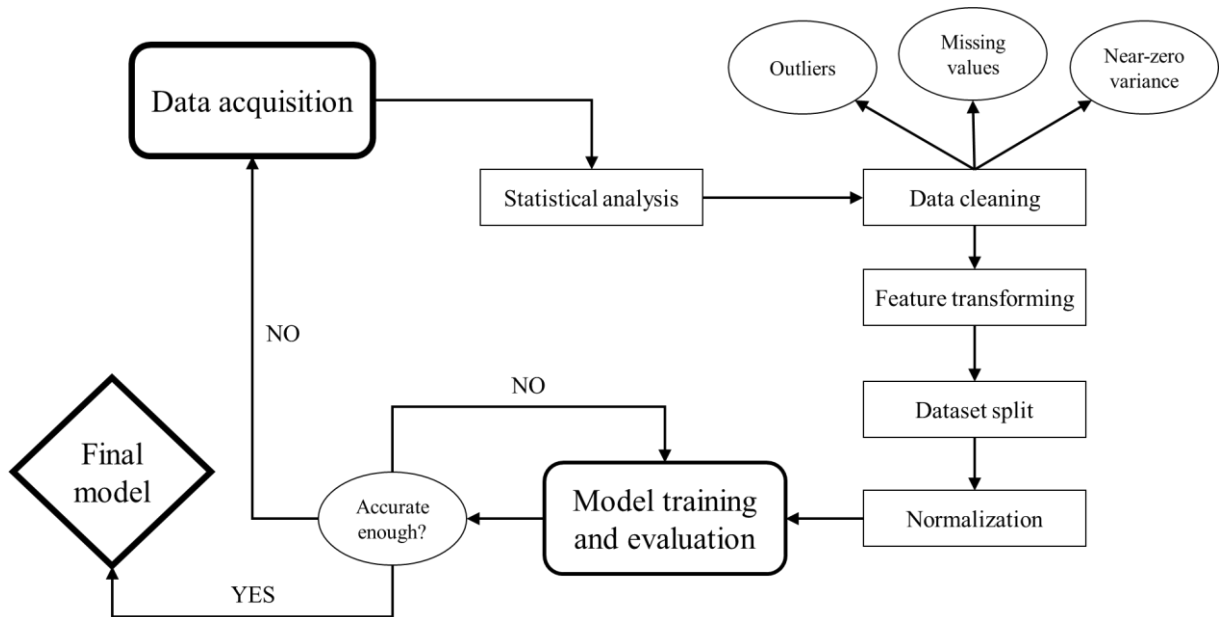 Data acquisition
Outliers
Missing
values
Near-zero
variance
Statistical analysis
Data cleaning
Feature transforming
Dataset split
Normalization
Model training
and evaluation
Accurate
enough?
NO
NO
YES
Final
model